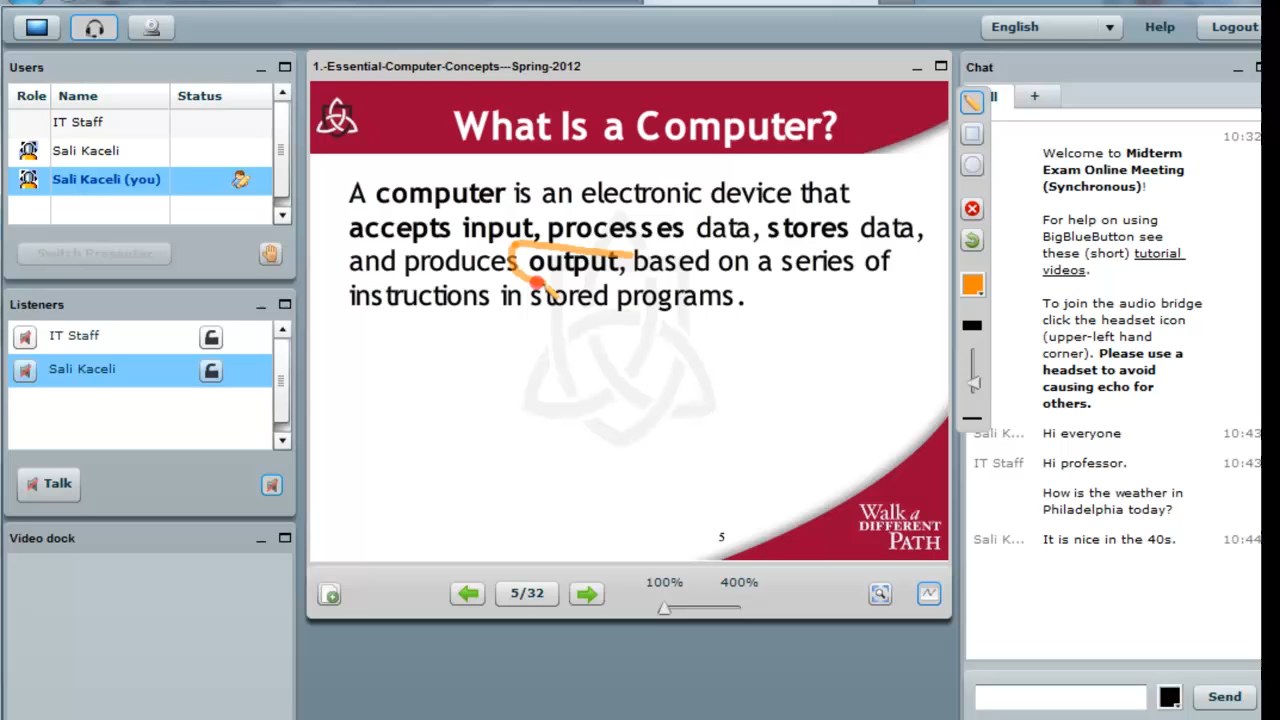 English
Help
Logout
Users
Role Name Status
IT Staff
Sali Kaceli
Sali Kaceli (you)
Switch Presenter
Listeners
IT Staff
Sali Kaceli
Talk
Video dock
1.-Essential-Computer-Concepts---Spring-2012
What Is a Computer?
A computer is an electronic device that
accepts input, processes data, stores data,
and produces output, based on a series of
instructions in stored programs.
Walk a
DIFFERENT
PATH
5
5/32
100% 400%
Chat
+
10:32
Welcome to Midterm
Exam Online Meeting
(Synchronous)!
For help on using
BigBlueButton see
these (short) tutorial
videos.
To join the audio bridge
click the headset icon
(upper-left hand
corner). Please use a
headset to avoid
causing echo for
others.
Sali K... Hi everyone 10:43
IT Staff Hi professor. 10:43
How is the weather in
Philadelphia today?
Sali K... It is nice in the 40s. 10:44
Send